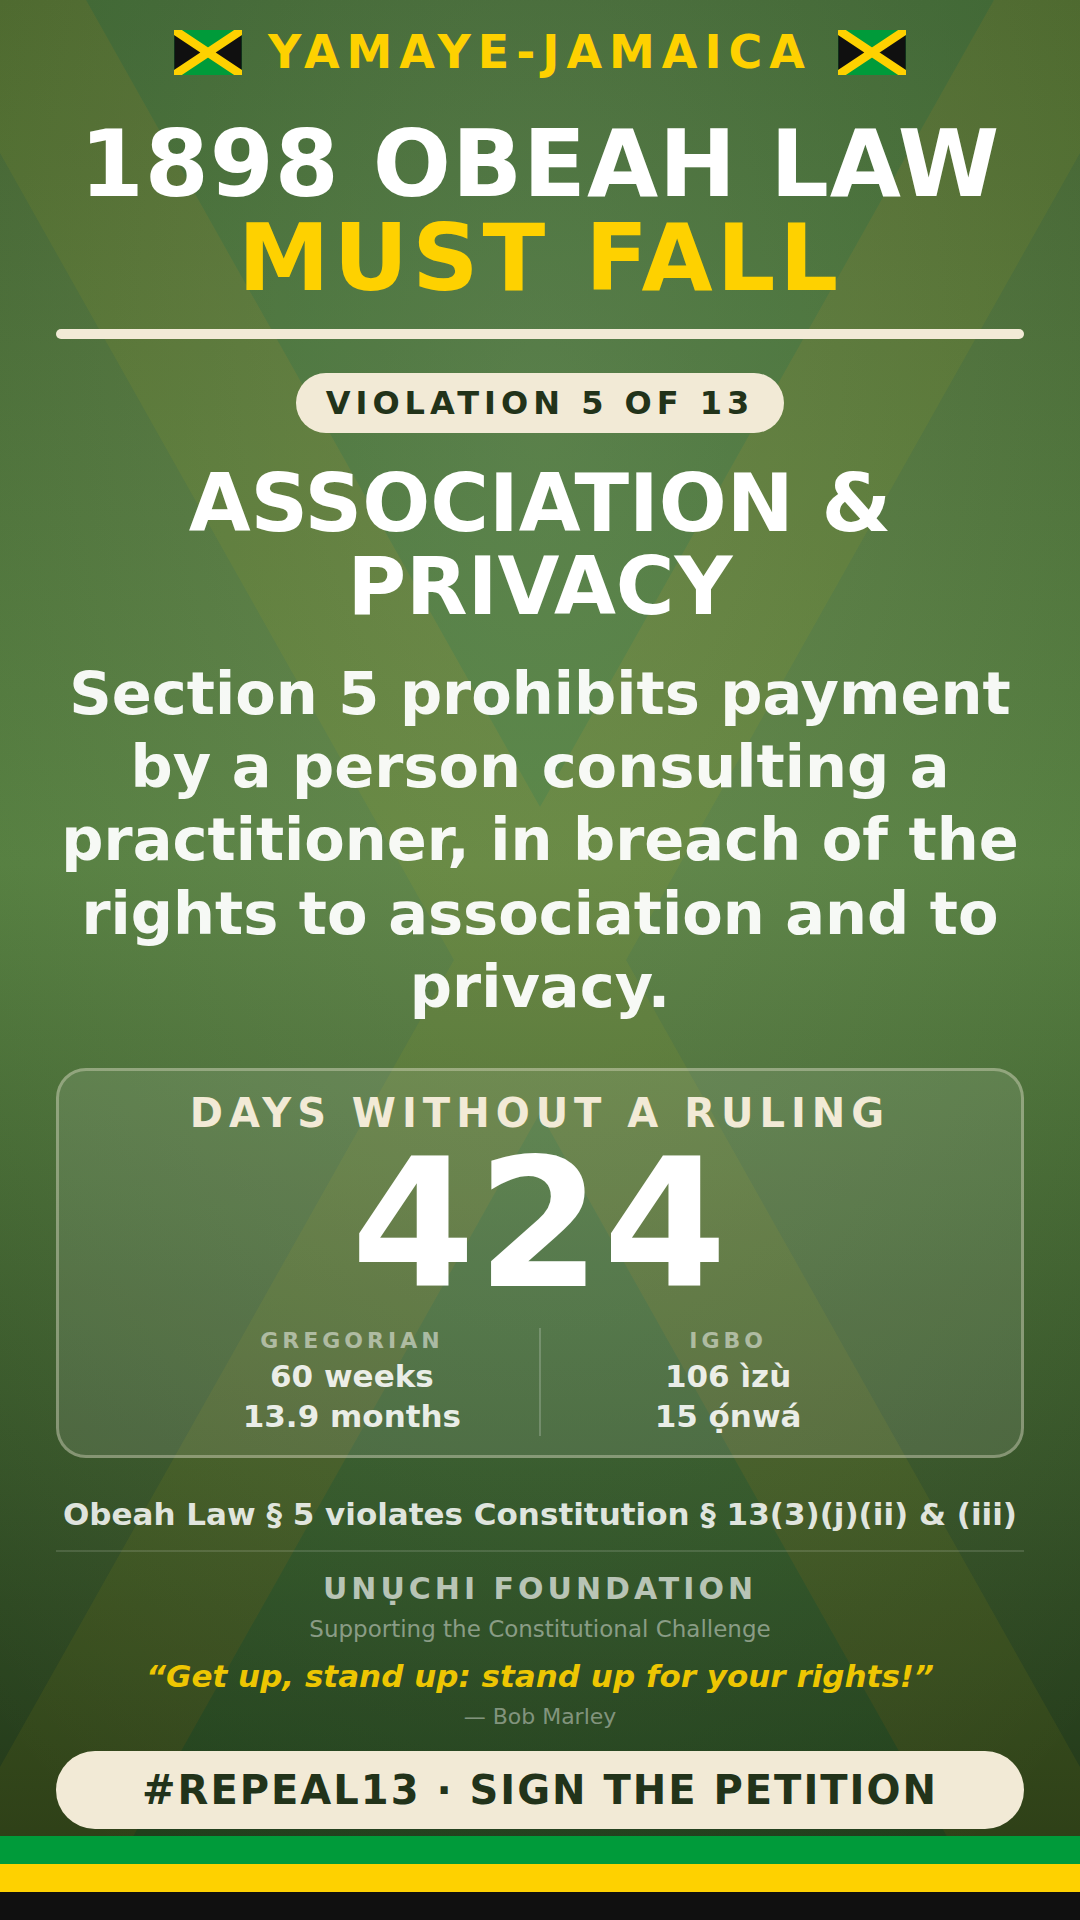 YAMAYE-JAMAICA
1898 OBEAH LAW
MUST FALL
VIOLATION 5 OF 13
ASSOCIATION &
PRIVACY
Section 5 prohibits payment
by a person consulting a
practitioner, in breach of the
rights to association and to
privacy.
DAYS WITHOUT A RULING
424
GREGORIAN
60 weeks
13.9 months
IGBO
106 ìzù
15 ọ́nwá
Obeah Law § 5 violates Constitution § 13(3)(j)(ii) & (iii)
UNỤCHI FOUNDATION
Supporting the Constitutional Challenge
“Get up, stand up: stand up for your rights!”
— Bob Marley
#REPEAL13 · SIGN THE PETITION